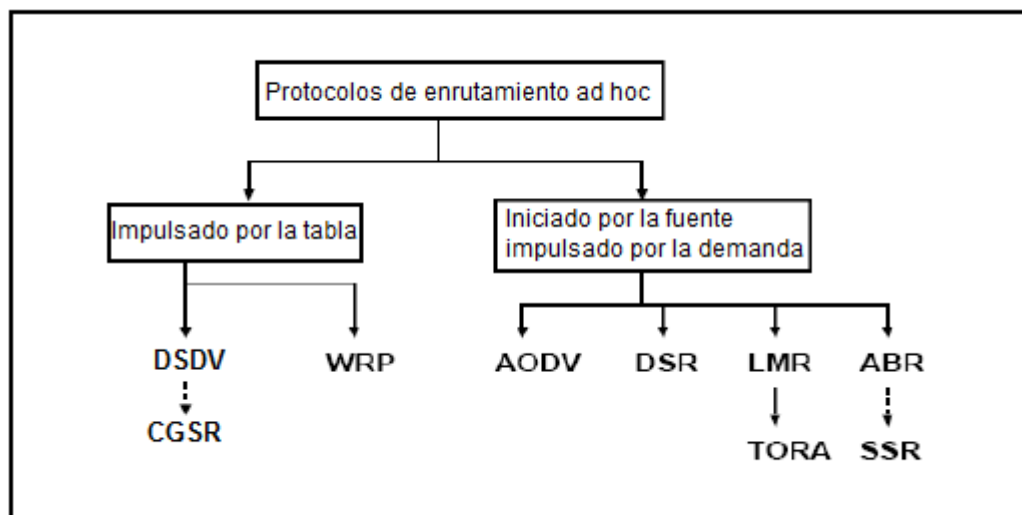 Protocolos de enrutamiento ad hoc
Impulsado por la tabla
Iniciado por la fuente
impulsado por la demanda
DSDV
WRP
AODV
DSR
LMR
ABR
CGSR
TORA
SSR